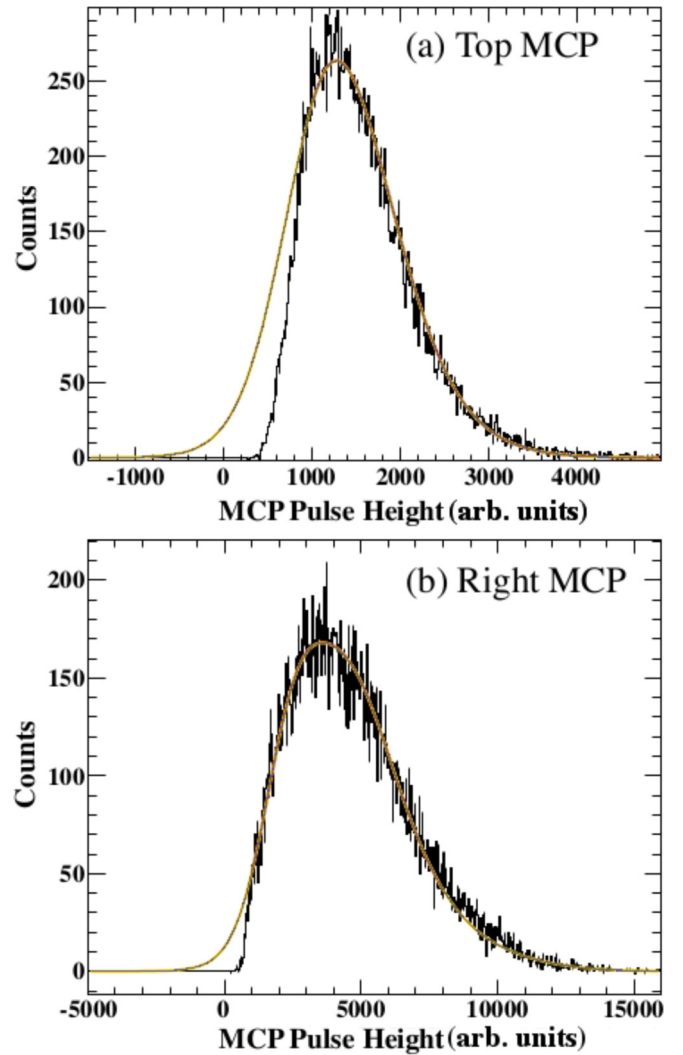 (a) Top MCP
250
200
150
100
50
0
Counts
-1000 0 1000 2000 3000 4000
MCP Pulse Height (arb. units)
(b) Right MCP
200
150
100
50
0
Counts
-5000 0 5000 10000 15000
MCP Pulse Height (arb. units)